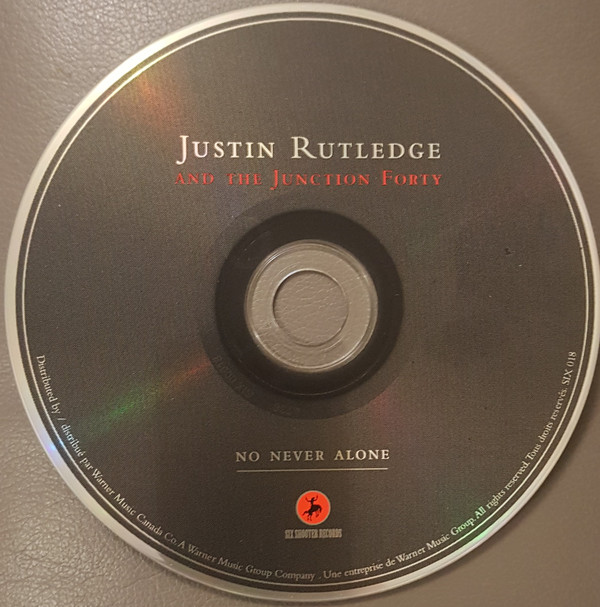 Justin Rutledge
and the Junction Forty
NO NEVER ALONE
SIX SHOOTER RECORDS
Distributed by / distribué par Warner Music Canada Co. A Warner Music Group Company . Une entreprise de Warner Music Group. All rights reserved. Tous droits reservés. SIX 018